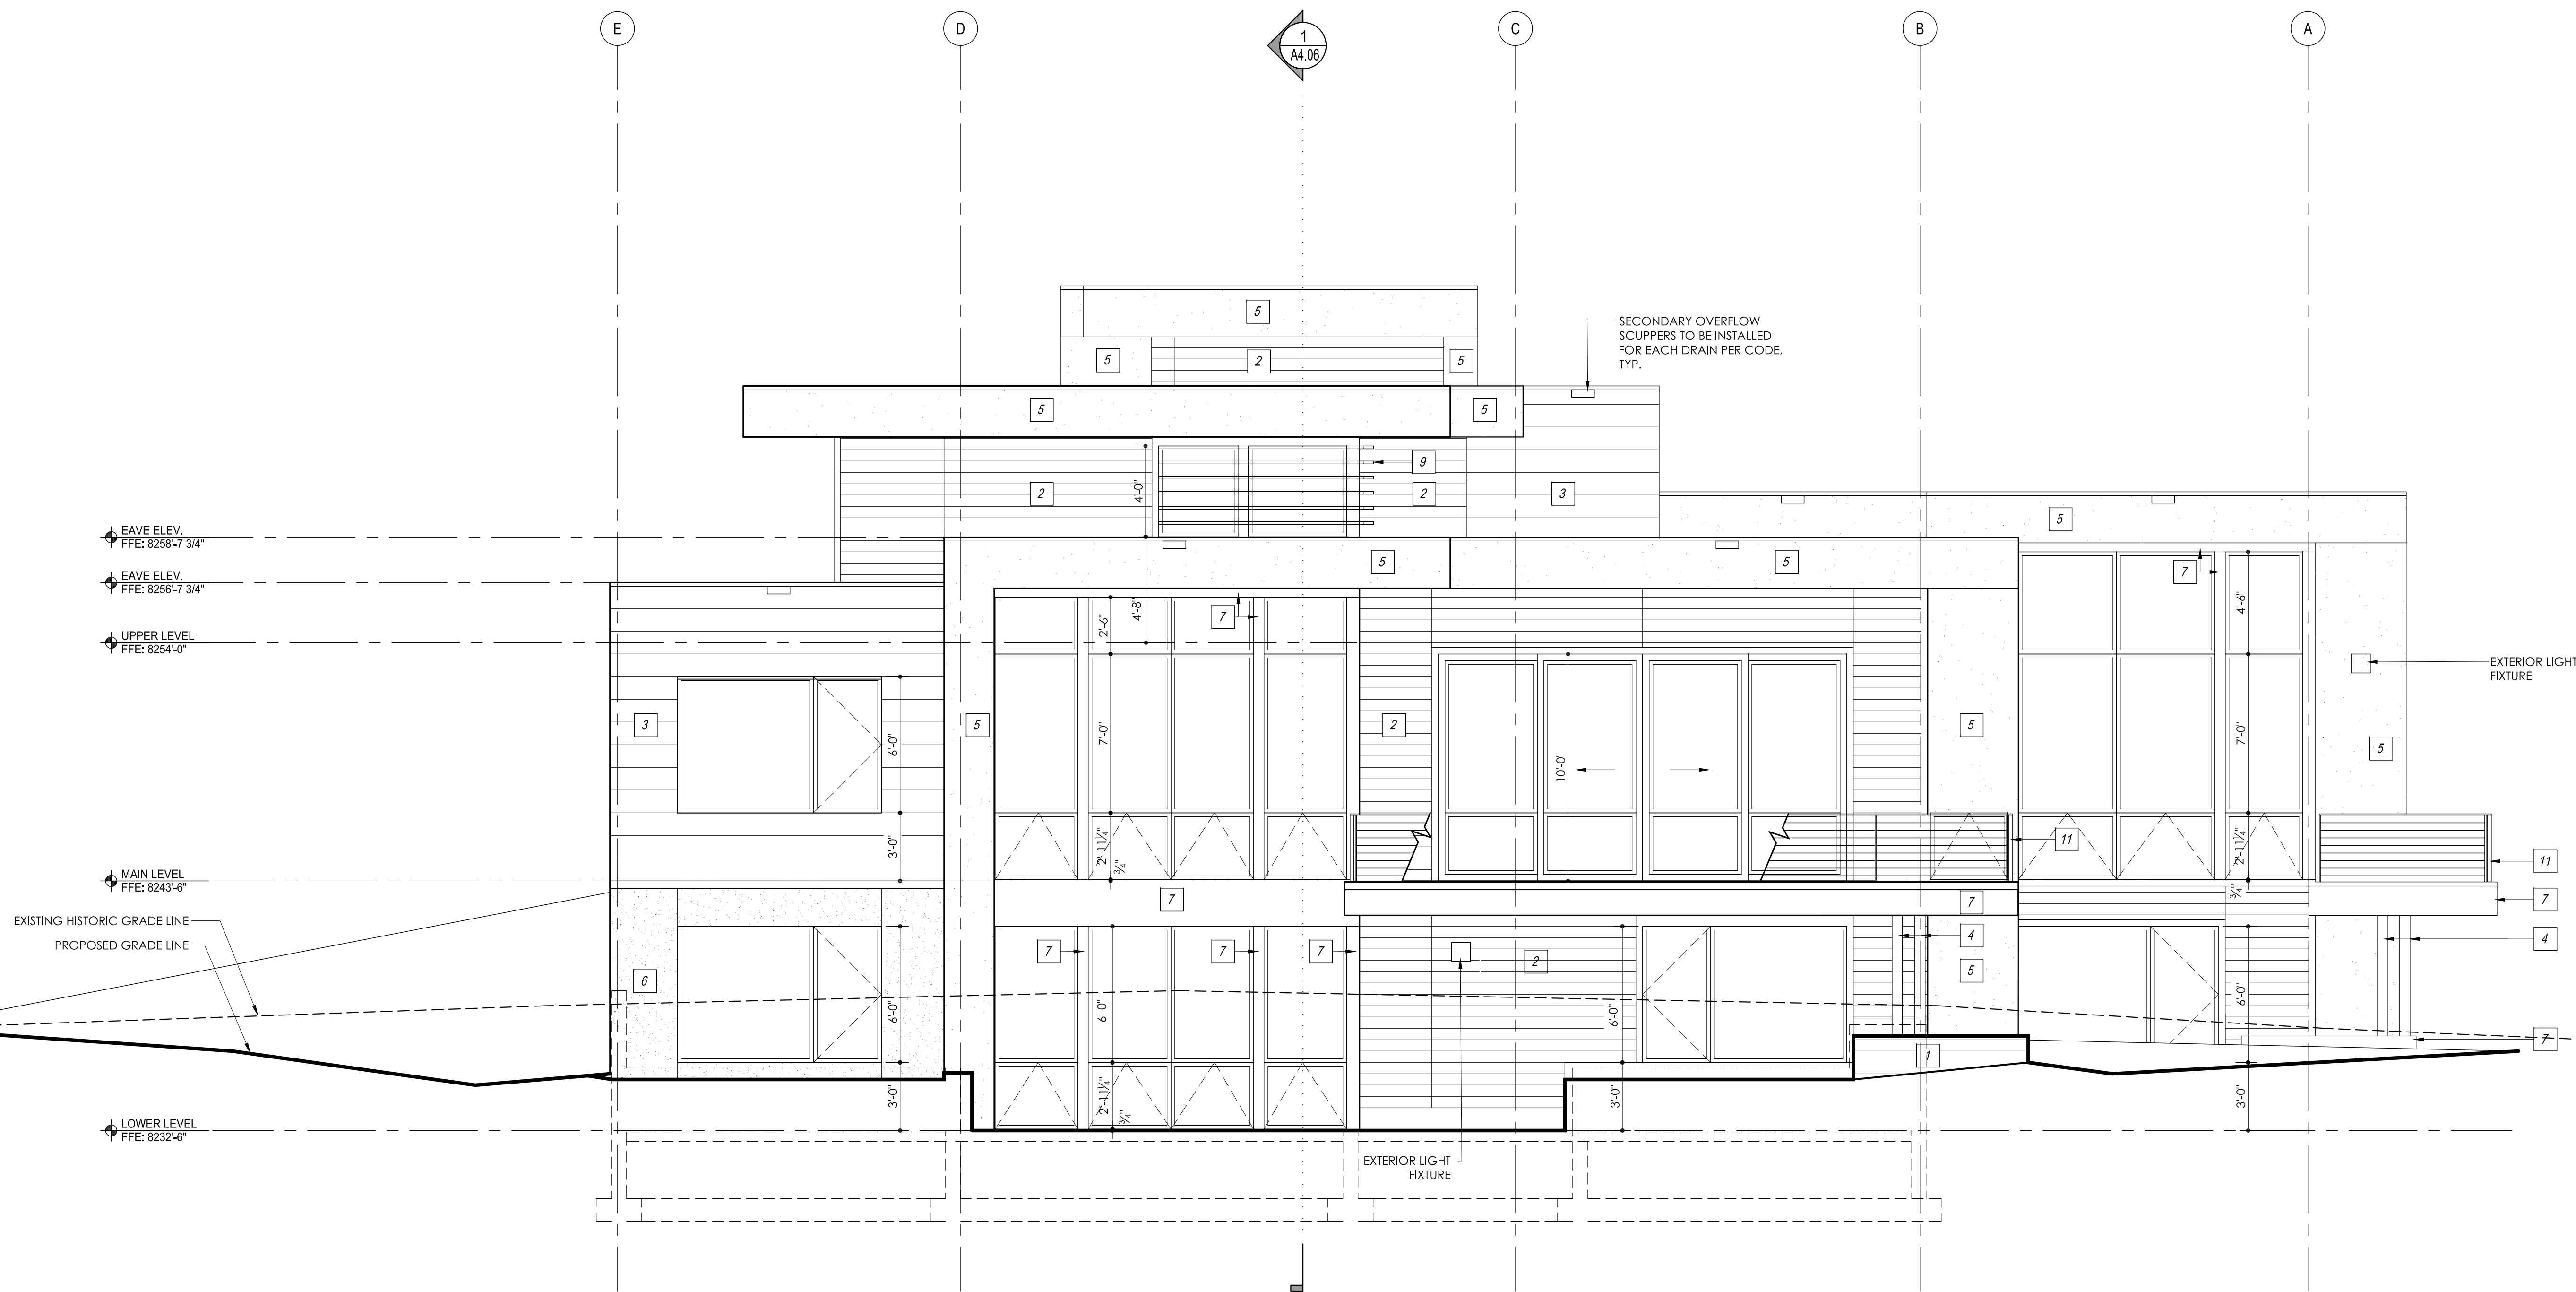 E
D
1
A4.06
C
B
A
SECONDARY OVERFLOW
SCUPPERS TO BE INSTALLED
FOR EACH DRAIN PER CODE,
TYP.
5
5
2
5
5
5
9
2
4'-0"
2
3
5
EAVE ELEV.
FFE: 8258'-7 3/4"
EAVE ELEV.
FFE: 8256'-7 3/4"
5
5
7
4'-6"
4'-8"
7
2'-6"
UPPER LEVEL
FFE: 8254'-0"
EXTERIOR LIGHT
FIXTURE
3
5
2
5
5
6'-0"
7'-0"
10'-0"
7'-0"
3'-0"
2'-11 1/4"
3/4"
11
2'-11 1/4"
3/4"
11
MAIN LEVEL
FFE: 8243'-6"
7
7
7
EXISTING HISTORIC GRADE LINE
PROPOSED GRADE LINE
7
7
7
2
4
4
6
5
6'-0"
6'-0"
6'-0"
6'-0"
7
1
3'-0"
2'-11 1/4"
3/4"
3'-0"
3'-0"
LOWER LEVEL
FFE: 8232'-6"
EXTERIOR LIGHT
FIXTURE